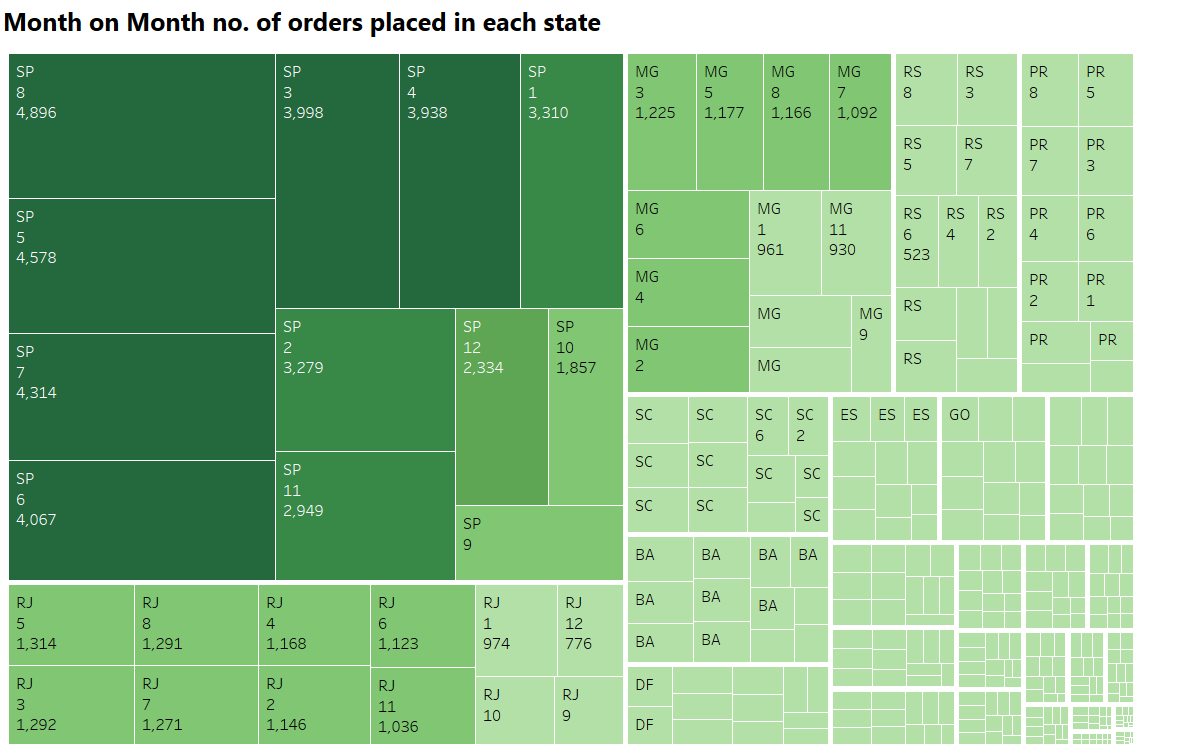 Month on Month no. of orders placed in each state
SP
8
4,896
SP
5
4,578
SP
7
4,314
SP
6
4,067
SP
3
3,998
SP
4
3,938
SP
1
3,310
SP
2
3,279
SP
11
2,949
SP
12
2,334
SP
10
1,857
SP
9
RJ
5
1,314
RJ
8
1,291
RJ
4
1,168
RJ
6
1,123
RJ
1
974
RJ
12
776
RJ
3
1,292
RJ
7
1,271
RJ
2
1,146
RJ
11
1,036
RJ
10
RJ
9
MG
3
1,225
MG
5
1,177
MG
8
1,166
MG
7
1,092
MG
6
MG
4
MG
2
MG
1
961
MG
11
930
MG
MG
MG
9
RS
8
RS
3
RS
5
RS
7
RS
6
523
RS
4
RS
2
RS
RS
PR
8
PR
5
PR
7
PR
3
PR
4
PR
6
PR
2
PR
1
PR
PR
SC
SC
SC
6
SC
2
SC
SC
SC
SC
SC
SC
SC
ES
ES
ES
GO
BA
BA
BA
BA
BA
BA
BA
BA
BA
DF
DF